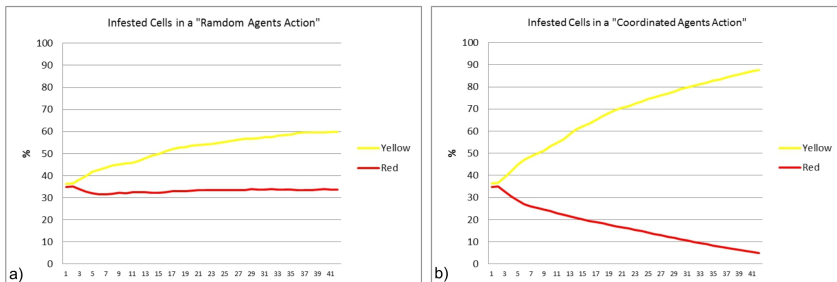 Infested Cells in a "Ramdom Agents Action"
100
90
80
70
60
50
40
30
20
10
0
%
1 3 5 7 9 11 13 15 17 19 21 23 25 27 29 31 33 35 37 39 41
Yellow
Red
a)
Infested Cells in a "Coordinated Agents Action"
100
90
80
70
60
50
40
30
20
10
0
%
1 3 5 7 9 11 13 15 17 19 21 23 25 27 29 31 33 35 37 39 41
Yellow
Red
b)